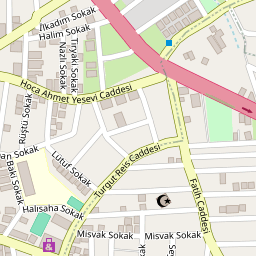 İlkadım Sokak
Halim Sokak
Nazlı Sokak
Tiryaki Sokak
Hoca Ahmet Yesevi Caddesi
Rüştü Sokak
Sokak
Baki Sokak
Lütuf Sokak
Turgut Reis Caddesi
Fatih Caddesi
Halisaha Sokak
Misvak Sokak
Misvak Sokak